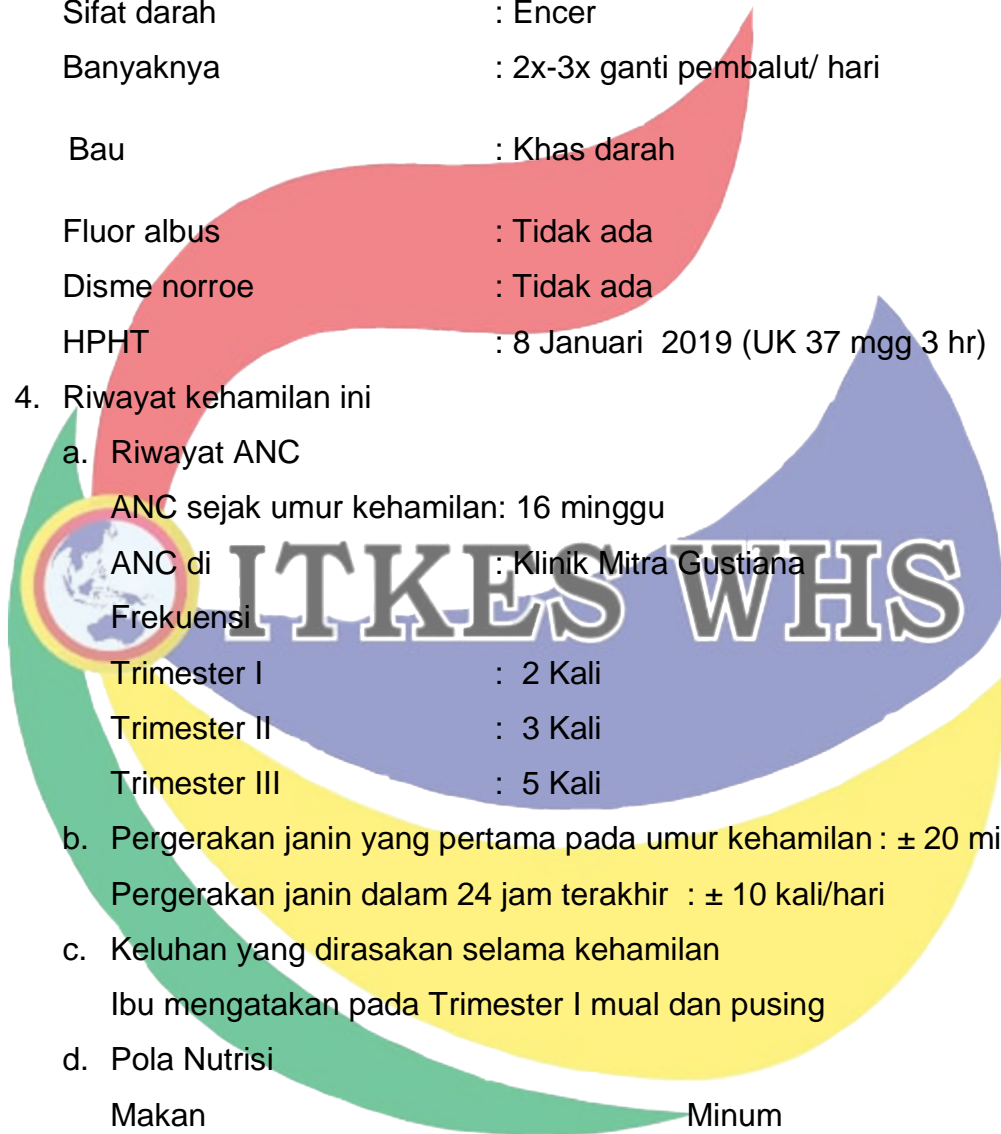 Sifat darah : Encer
Banyaknya : 2x-3x ganti pembalut/ hari
Bau : Khas darah
Fluor albus : Tidak ada
Disme norroe : Tidak ada
HPHT : 8 Januari 2019 (UK 37 mgg 3 hr)
4. Riwayat kehamilan ini
a. Riwayat ANC
ANC sejak umur kehamilan: 16 minggu
ANC di : Klinik Mitra Gustiana
ITKES WHS
Frekuensi
Trimester I : 2 Kali
Trimester II : 3 Kali
Trimester III : 5 Kali
b. Pergerakan janin yang pertama pada umur kehamilan : ± 20 mi
Pergerakan janin dalam 24 jam terakhir : ± 10 kali/hari
c. Keluhan yang dirasakan selama kehamilan
Ibu mengatakan pada Trimester I mual dan pusing
d. Pola Nutrisi
Makan Minum